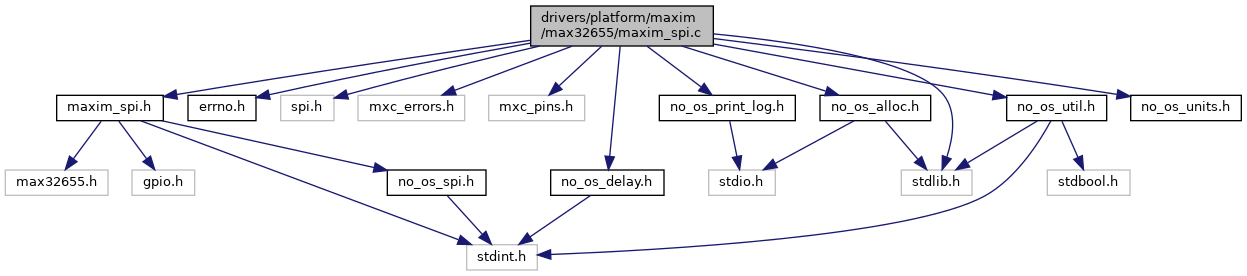 drivers/platform/maxim
/max32655/maxim_spi.c
maxim_spi.h
errno.h
spi.h
mxc_errors.h
mxc_pins.h
no_os_print_log.h
no_os_alloc.h
no_os_util.h
no_os_units.h
max32655.h
gpio.h
no_os_spi.h
no_os_delay.h
stdio.h
stdlib.h
stdbool.h
stdint.h